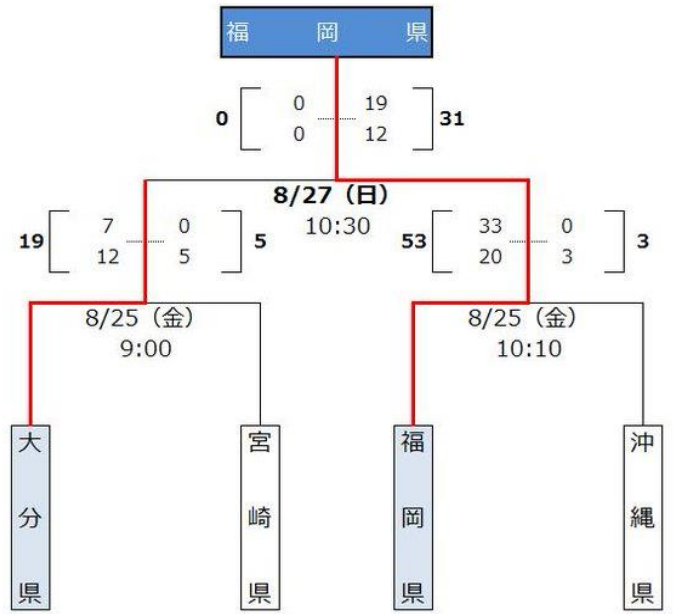 福岡県
0 0 19 31
0 12
8/27（日）
10:30
19 7 0 5
12 5
53 33 0 3
20 3
8/25（金）
9:00
8/25（金）
10:10
大分県
宮崎県
福岡県
沖縄県